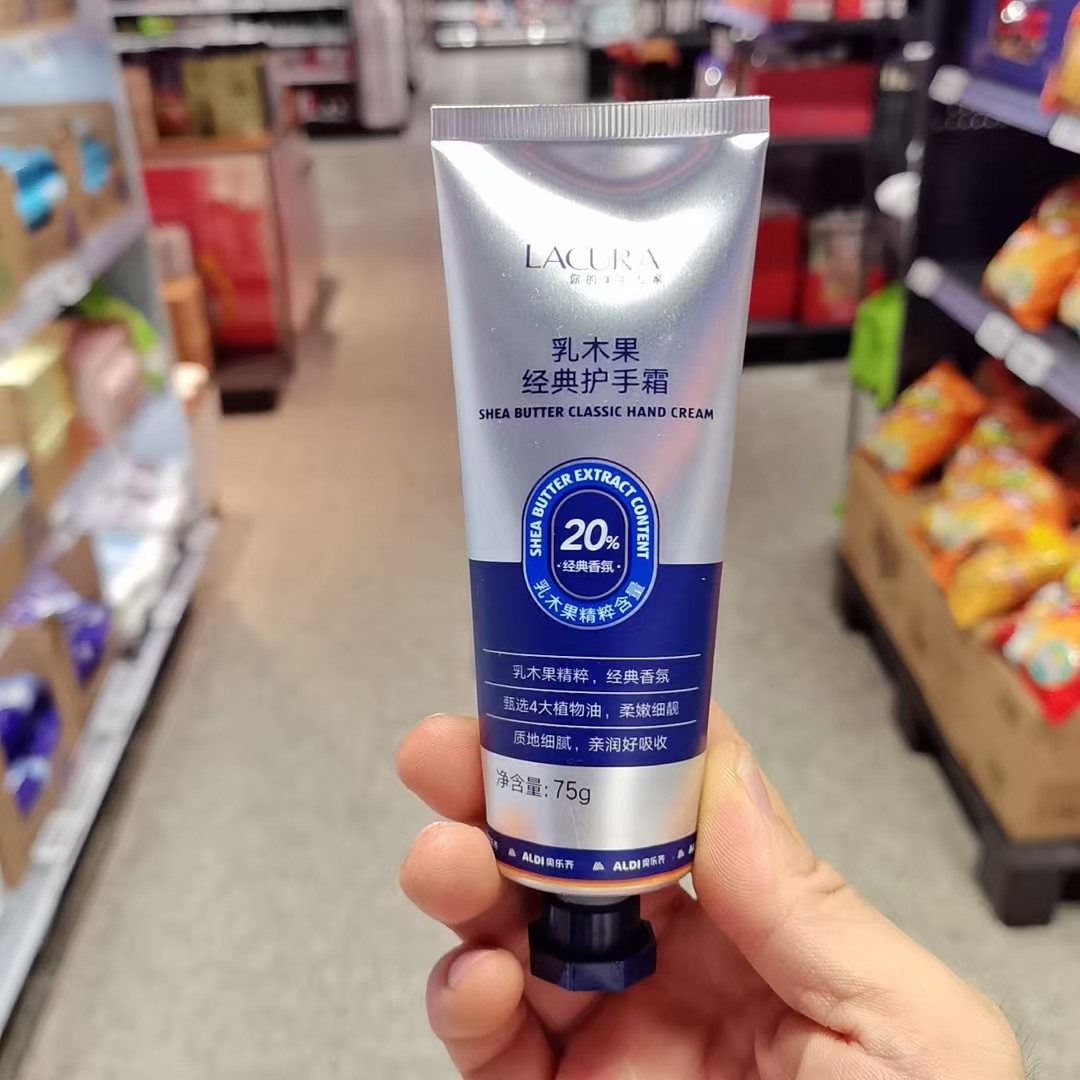 LACURA
乳木果
经典护手霜
SHEA BUTTER CLASSIC HAND CREAM
SHEA BUTTER EXTRACT CONTENT
20%
·经典香氛·
乳木果精粹含量
乳木果精粹，经典香氛
甄选4大植物油，柔嫩细靓
质地细腻，亲润好吸收
净含量: 75g
ALDI奥乐齐 ALDI奥乐齐